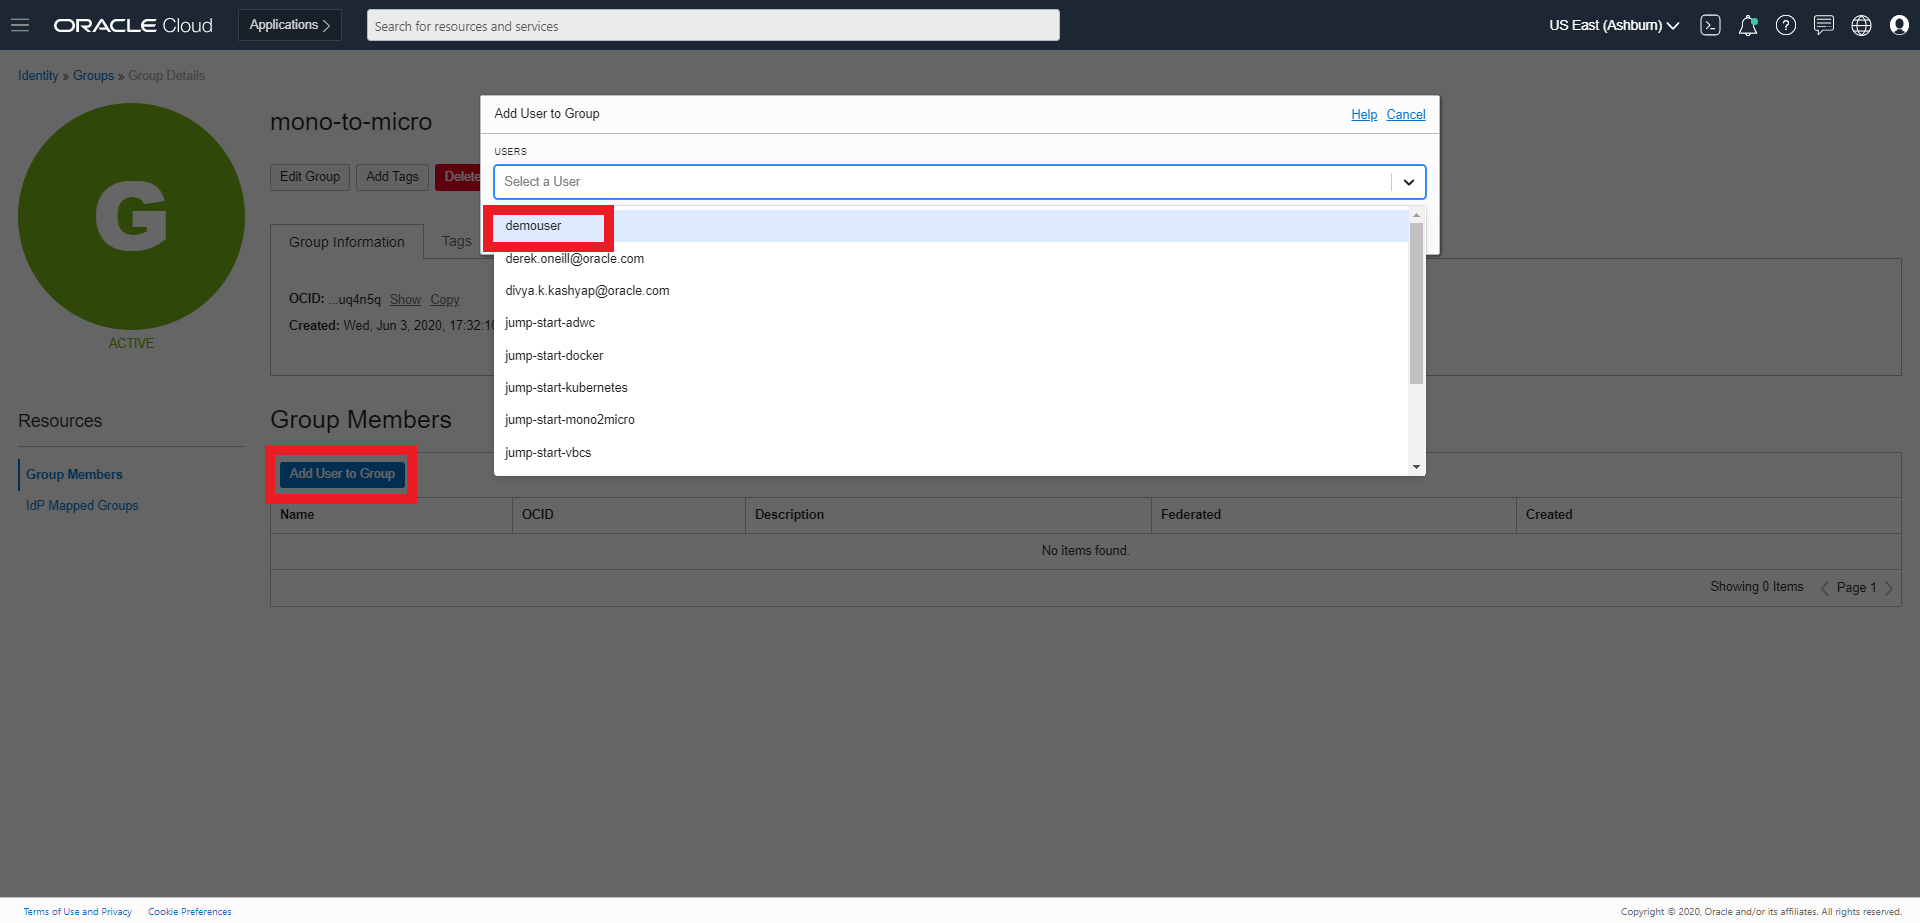 ORACLE Cloud
Applications
Search for resources and services
US East (Ashburn)
Identity » Groups » Group Details
G
ACTIVE
mono-to-micro
Edit Group
Add Tags
Delete
Group Information
Tags
OCID: ...uq4n5q Show Copy
Created: Wed, Jun 3, 2020, 17:32:10
Add User to Group
Help
Cancel
USERS
Select a User
demouser
derek.oneill@oracle.com
divya.k.kashyap@oracle.com
jump-start-adwc
jump-start-docker
jump-start-kubernetes
jump-start-mono2micro
jump-start-vbcs
Resources
Group Members
IdP Mapped Groups
Group Members
Add User to Group
Name OCID Description Federated Created
No items found.
Showing 0 Items
Page 1
Terms of Use and Privacy
Cookie Preferences
Copyright © 2020, Oracle and/or its affiliates. All rights reserved.